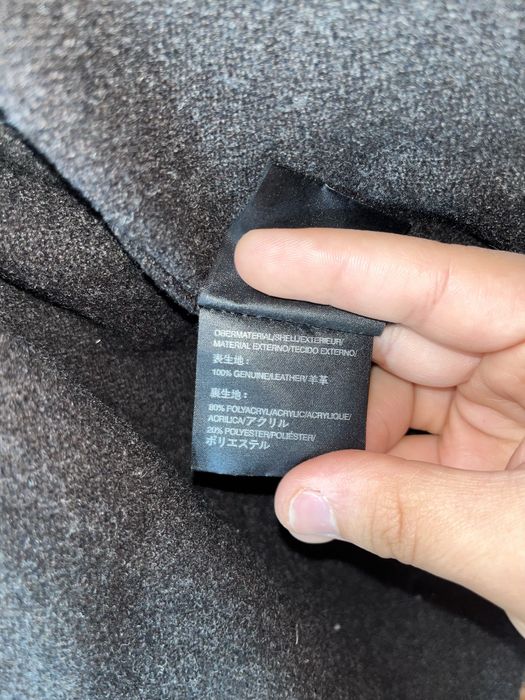 OBERMATERIAL/SHELL/EXTERIEUR/
MATERIAL EXTERNO/TECIDO EXTERNO/
表生地：
100% GENUINE/LEATHER/羊革
裏生地：
80% POLYACRYL/ACRYLIC/ACRYLIQUE/
ACRILICA/アクリル
20% POLYESTER/POLIÉSTER/
ポリエステル